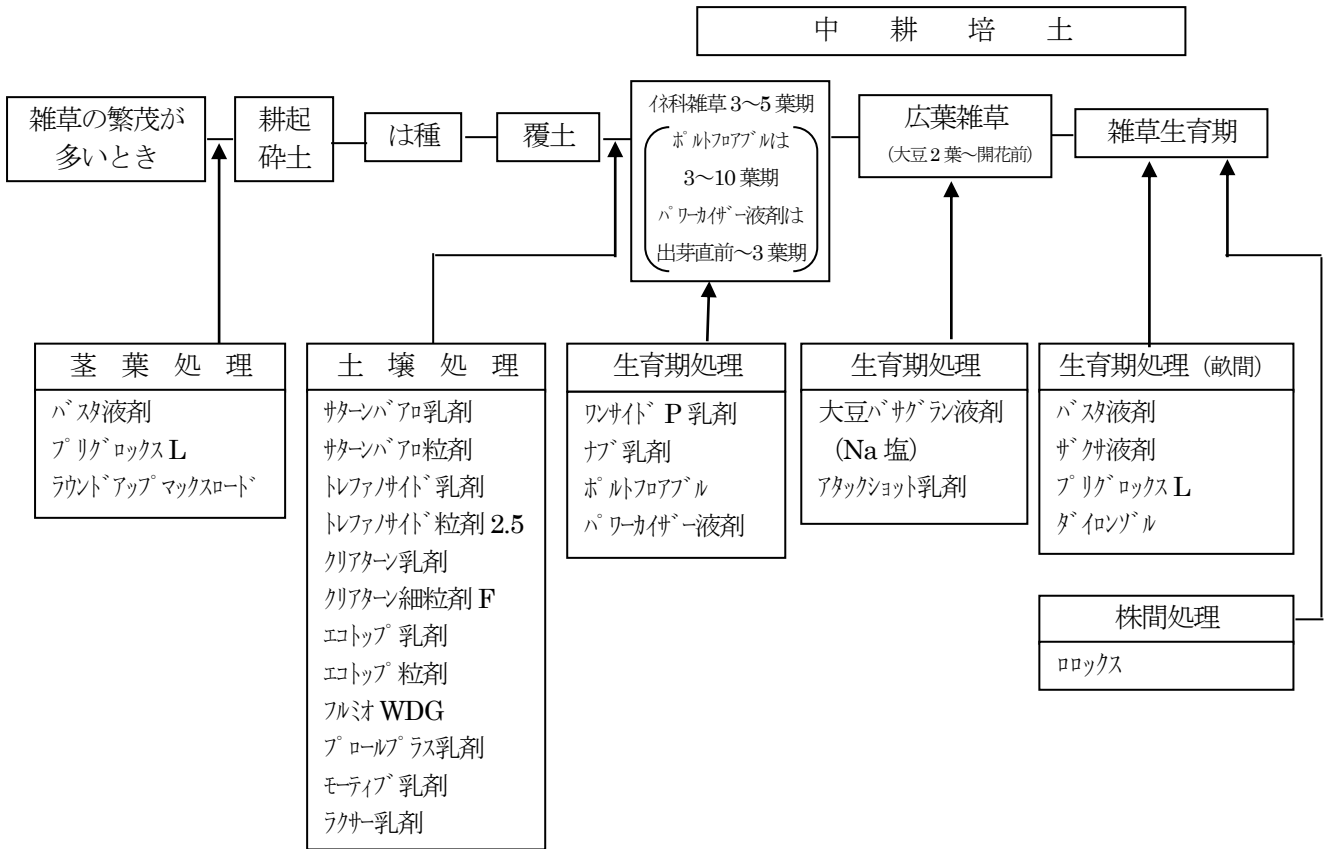 中 耕 培 土
雑草の繁茂が
多いとき
耕起
砕土
は種
覆土
ｲﾈ科雑草3～5葉期
ﾎﾟﾙﾄﾌﾛｱﾌﾞﾙは
3～10葉期
ﾊﾟﾜｰｶｲｻﾞｰ液剤は
出芽直前～3葉期
広葉雑草
(大豆2葉～開花前)
雑草生育期
茎 葉 処 理
ﾊﾞｽﾀ液剤
ﾌﾟﾘｸﾞﾛｯｸｽL
ﾗｳﾝﾄﾞｱｯﾌﾟﾏｯｸｽﾛｰﾄﾞ
土 壌 処 理
ｻﾀｰﾝﾊﾞｱﾛ乳剤
ｻﾀｰﾝﾊﾞｱﾛ粒剤
ﾄﾚﾌｧﾉｻｲﾄﾞ乳剤
ﾄﾚﾌｧﾉｻｲﾄﾞ粒剤2.5
ｸﾘｱﾀｰﾝ乳剤
ｸﾘｱﾀｰﾝ細粒剤F
ｴｺﾄｯﾌﾟ乳剤
ｴｺﾄｯﾌﾟ粒剤
ﾌﾙﾐｵWDG
ﾌﾟﾛｰﾙﾌﾟﾗｽ乳剤
ﾓｰﾃｨﾌﾞ乳剤
ﾗｸｻｰ乳剤
生育期処理
ﾜﾝｻｲﾄﾞP乳剤
ﾅﾌﾞ乳剤
ﾎﾟﾙﾄﾌﾛｱﾌﾞﾙ
ﾊﾟﾜｰｶｲｻﾞｰ液剤
生育期処理
大豆ﾊﾞｻｸﾞﾗﾝ液剤
(Na塩)
ｱﾀｯｸｼｮｯﾄ乳剤
生育期処理(畝間)
ﾊﾞｽﾀ液剤
ｻﾞｸｻ液剤
ﾌﾟﾘｸﾞﾛｯｸｽL
ﾀﾞｲﾛﾝｿﾞﾙ
株間処理
ﾛﾛｯｸｽ